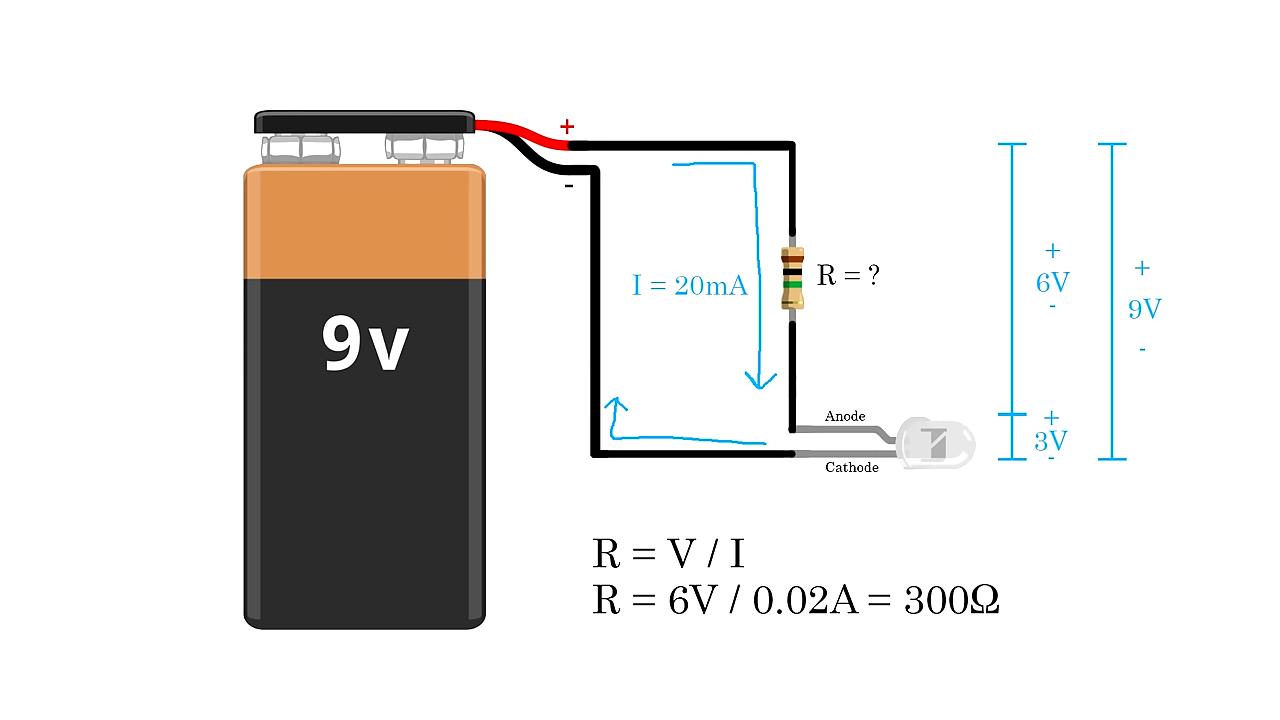 +
-
9v
I = 20mA
R = ?
+
6V
-
+
9V
-
Anode
Cathode
+
3V
-
R = V / I
R = 6V / 0.02A = 300Ω